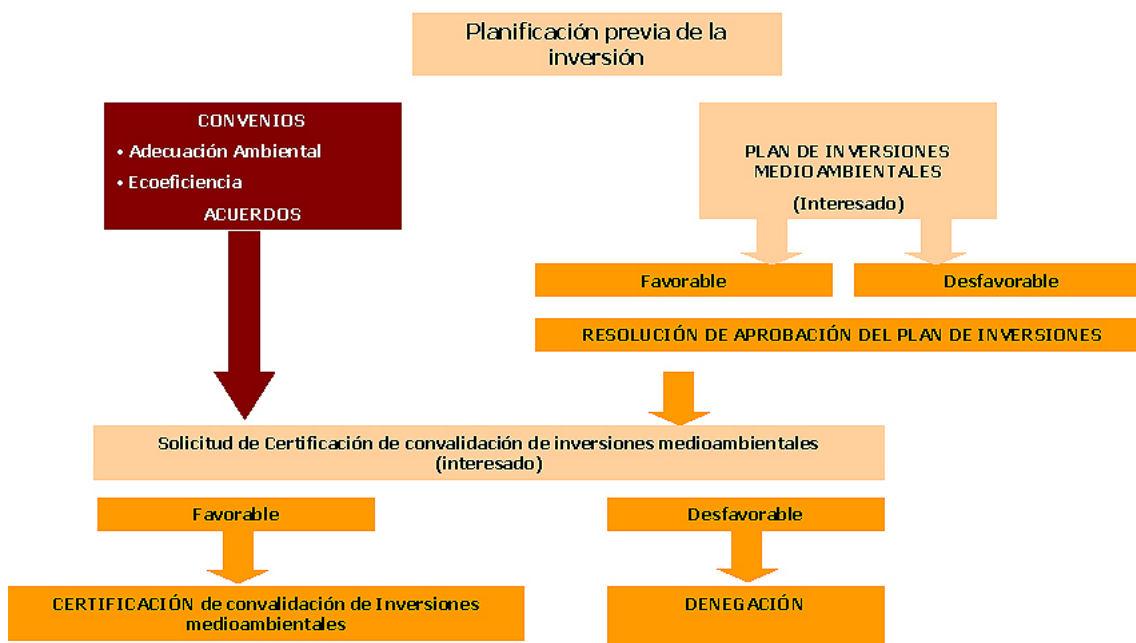 Planificación previa de la
inversión
CONVENIOS
• Adecuación Ambiental
• Ecoeficiencia
ACUERDOS
PLAN DE INVERSIONES
MEDIOAMBIENTALES
(Interesado)
Favorable
Desfavorable
RESOLUCIÓN DE APROBACIÓN DEL PLAN DE INVERSIONES
Solicitud de Certificación de convalidación de inversiones medioambientales
(interesado)
Favorable
Desfavorable
CERTIFICACIÓN de convalidación de Inversiones
medioambientales
DENEGACIÓN